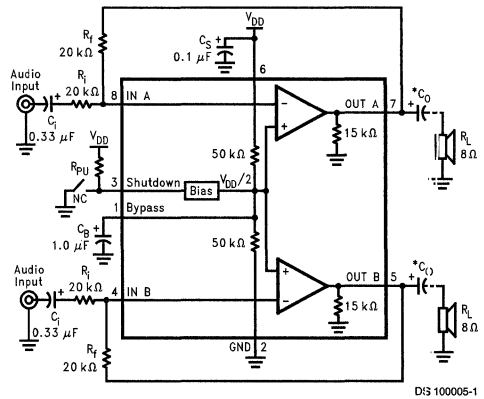 V_DD
R_f
20 kΩ
C_S
0.1 μF
6
Audio
Input
R_i
20 kΩ
8 IN A
OUT A 7
*C_O
C_i
0.33 μF
15 kΩ
R_L
8Ω
50 kΩ
V_DD
R_PU
3 Shutdown
Bias
V_DD/2
NC
1 Bypass
C_B
1.0 μF
50 kΩ
Audio
Input
R_i
20 kΩ
4 IN B
OUT B 5
*C_O
C_i
0.33 μF
15 kΩ
R_L
8Ω
R_f
20 kΩ
GND 2
DS 100005-1